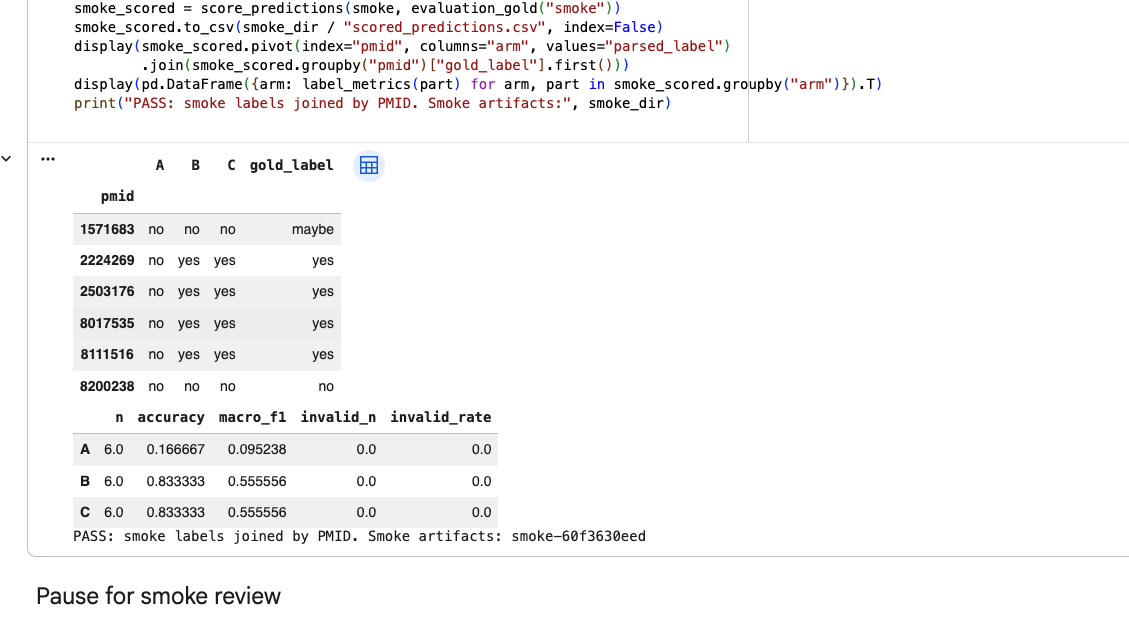 smoke_scored = score_predictions(smoke, evaluation_gold("smoke"))
smoke_scored.to_csv(smoke_dir / "scored_predictions.csv", index=False)
display(smoke_scored.pivot(index="pmid", columns="arm", values="parsed_label")
        .join(smoke_scored.groupby("pmid")["gold_label"].first()))
display(pd.DataFrame({arm: label_metrics(part) for arm, part in smoke_scored.groupby("arm")}).T)
print("PASS: smoke labels joined by PMID. Smoke artifacts:", smoke_dir)
A B C gold_label
pmid
1571683 no no no maybe
2224269 no yes yes yes
2503176 no yes yes yes
8017535 no yes yes yes
8111516 no yes yes yes
8200238 no no no no
n accuracy macro_f1 invalid_n invalid_rate
A 6.0 0.166667 0.095238 0.0 0.0
B 6.0 0.833333 0.555556 0.0 0.0
C 6.0 0.833333 0.555556 0.0 0.0
PASS: smoke labels joined by PMID. Smoke artifacts: smoke-60f3630eed
Pause for smoke review